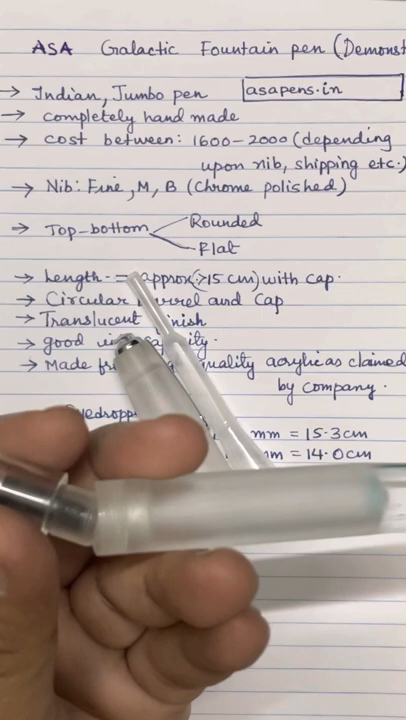 ASA Galactic Fountain pen (Demonst
→ Indian, Jumbo pen
asapens.in
→ completely hand made
→ cost between: 1600-2000 (depending
upon nib, shipping etc.)
→ Nib: Fine, M, B (Chrome polished)
→ Top-bottom
Rounded
Flat
→ Length = approx(>15 cm) with cap.
→ Circular and Cap
→ Translucent
→ good
→ Made quality acrylic as claimed
by company.
mm = 15.3cm
mm = 14.0cm